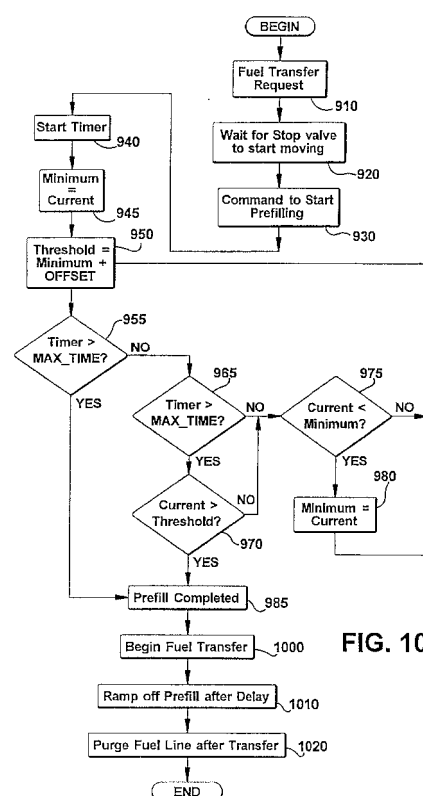 BEGIN
Fuel Transfer
Request
910
Wait for Stop valve
to start moving
920
Command to Start
Prefilling
930
Start Timer
940
Minimum
=
Current
945
Threshold =
Minimum +
OFFSET
950
Timer >
MAX_TIME?
955
NO
YES
Timer >
MAX_TIME?
965
NO
YES
Current >
Threshold?
970
NO
YES
Current <
Minimum?
975
NO
YES
Minimum =
Current
980
Prefill Completed
985
Begin Fuel Transfer
1000
Ramp off Prefill after Delay
1010
Purge Fuel Line after Transfer
1020
END
FIG. 10